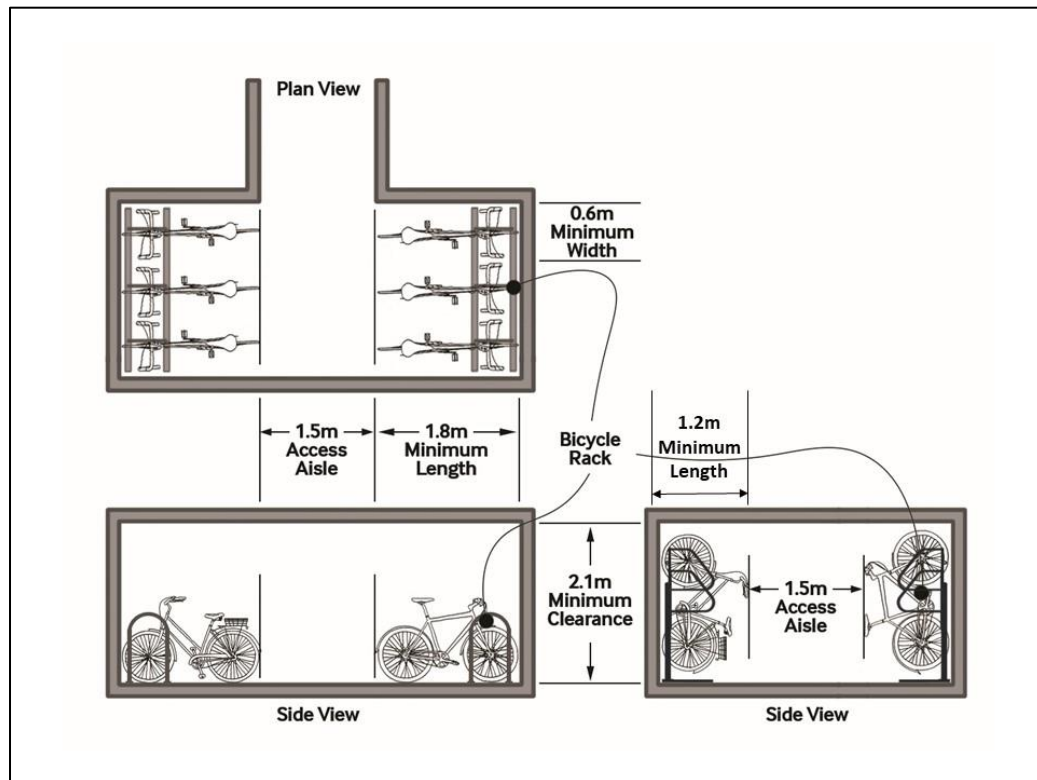 Plan View
0.6m
Minimum
Width
1.5m
Access
Aisle
1.8m
Minimum
Length
Bicycle
Rack
1.2m
Minimum
Length
2.1m
Minimum
Clearance
1.5m
Access
Aisle
Side View
Side View